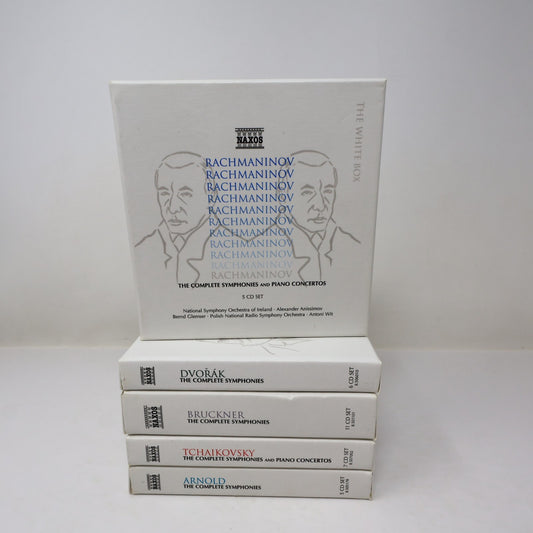 NAXOS
THE WHITE BOX
RACHMANINOV
RACHMANINOV
RACHMANINOV
RACHMANINOV
RACHMANINOV
RACHMANINOV
RACHMANINOV
RACHMANINOV
RACHMANINOV
RACHMANINOV
THE COMPLETE SYMPHONIES AND PIANO CONCERTOS
5 CD SET
National Symphony Orchestra of Ireland · Alexander Anissimov
Bernd Glemser · Polish National Radio Symphony Orchestra · Antoni Wit
NAXOS
DVOŘÁK
THE COMPLETE SYMPHONIES
6 CD SET
NAXOS
BRUCKNER
THE COMPLETE SYMPHONIES
11 CD SET
NAXOS
TCHAIKOVSKY
THE COMPLETE SYMPHONIES AND PIANO CONCERTOS
7 CD SET
NAXOS
ARNOLD
THE COMPLETE SYMPHONIES
5 CD SET